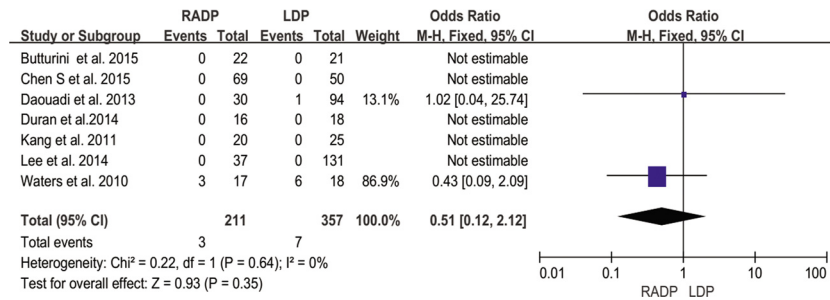 RADP LDP Odds Ratio Odds Ratio
Study or Subgroup Events Total Events Total Weight M-H, Fixed, 95% CI M-H, Fixed, 95% CI
Butturini et al. 2015 0 22 0 21 Not estimable
Chen S et al. 2015 0 69 0 50 Not estimable
Daouadi et al. 2013 0 30 1 94 13.1% 1.02 [0.04, 25.74]
Duran et al.2014 0 16 0 18 Not estimable
Kang et al. 2011 0 20 0 25 Not estimable
Lee et al. 2014 0 37 0 131 Not estimable
Waters et al. 2010 3 17 6 18 86.9% 0.43 [0.09, 2.09]
Total (95% CI) 211 357 100.0% 0.51 [0.12, 2.12]
Total events 3 7
Heterogeneity: Chi² = 0.22, df = 1 (P = 0.64); I² = 0%
Test for overall effect: Z = 0.93 (P = 0.35)
0.01 0.1 1 10 100
RADP LDP